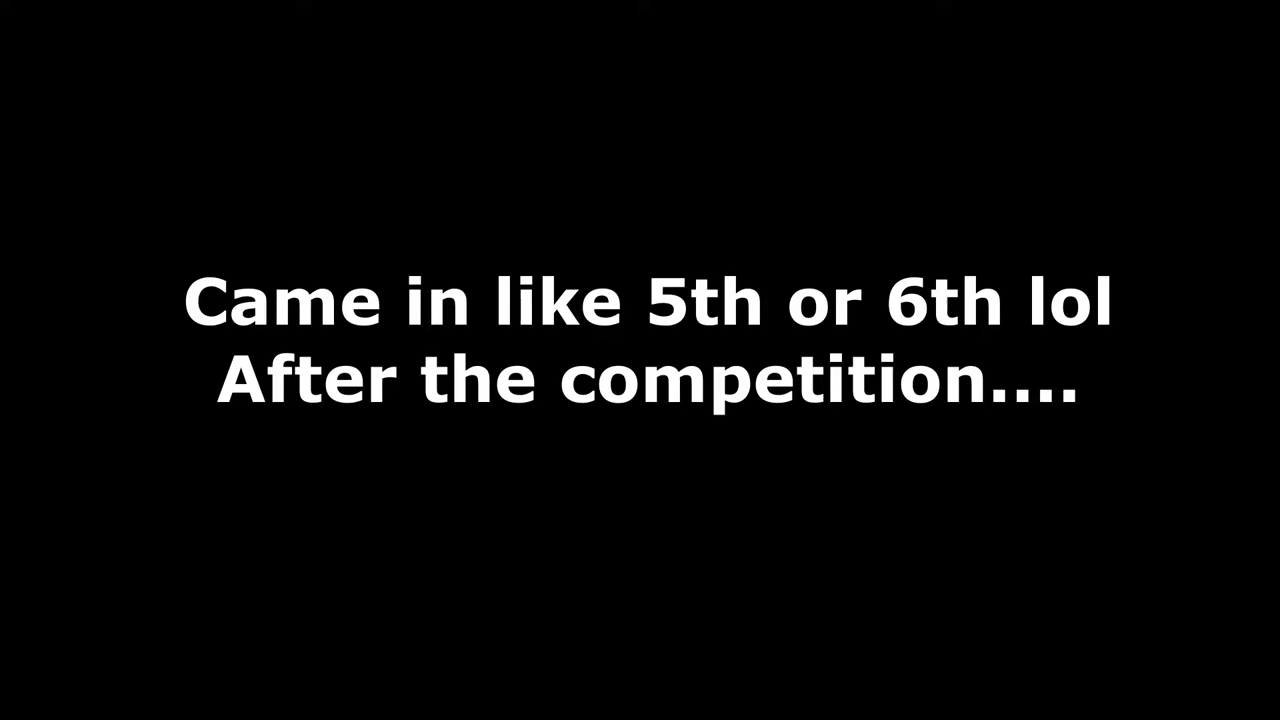 Came in like 5th or 6th lol
After the competition....